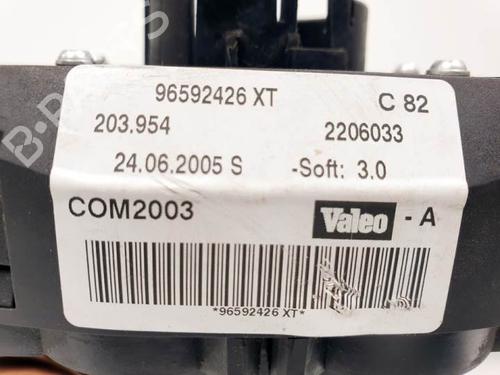 96592426 XT C 82
203.954 2206033
24.06.2005 S -Soft: 3.0
COM2003 Valeo - A
*96592426 XT*